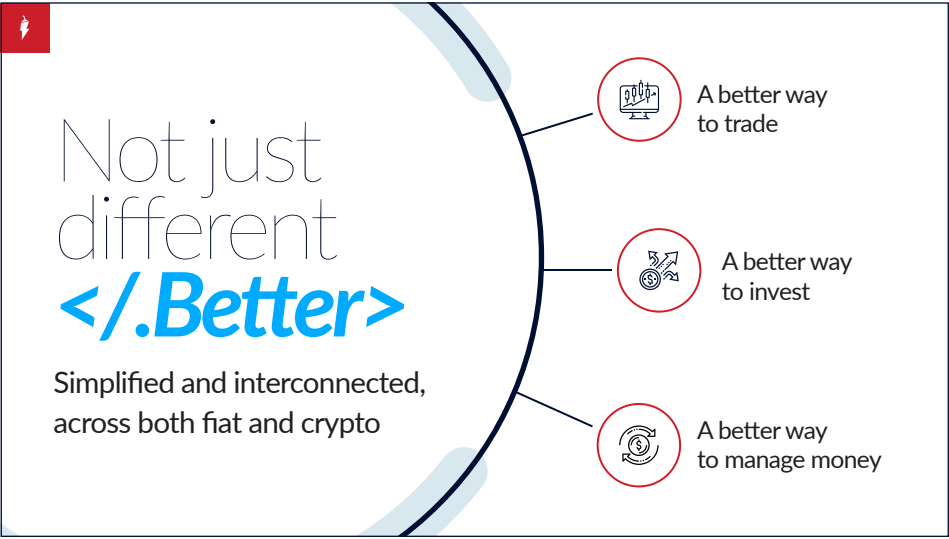 Not just
different
</.Better>
Simplified and interconnected,
across both fiat and crypto
A better way
to trade
A better way
to invest
A better way
to manage money